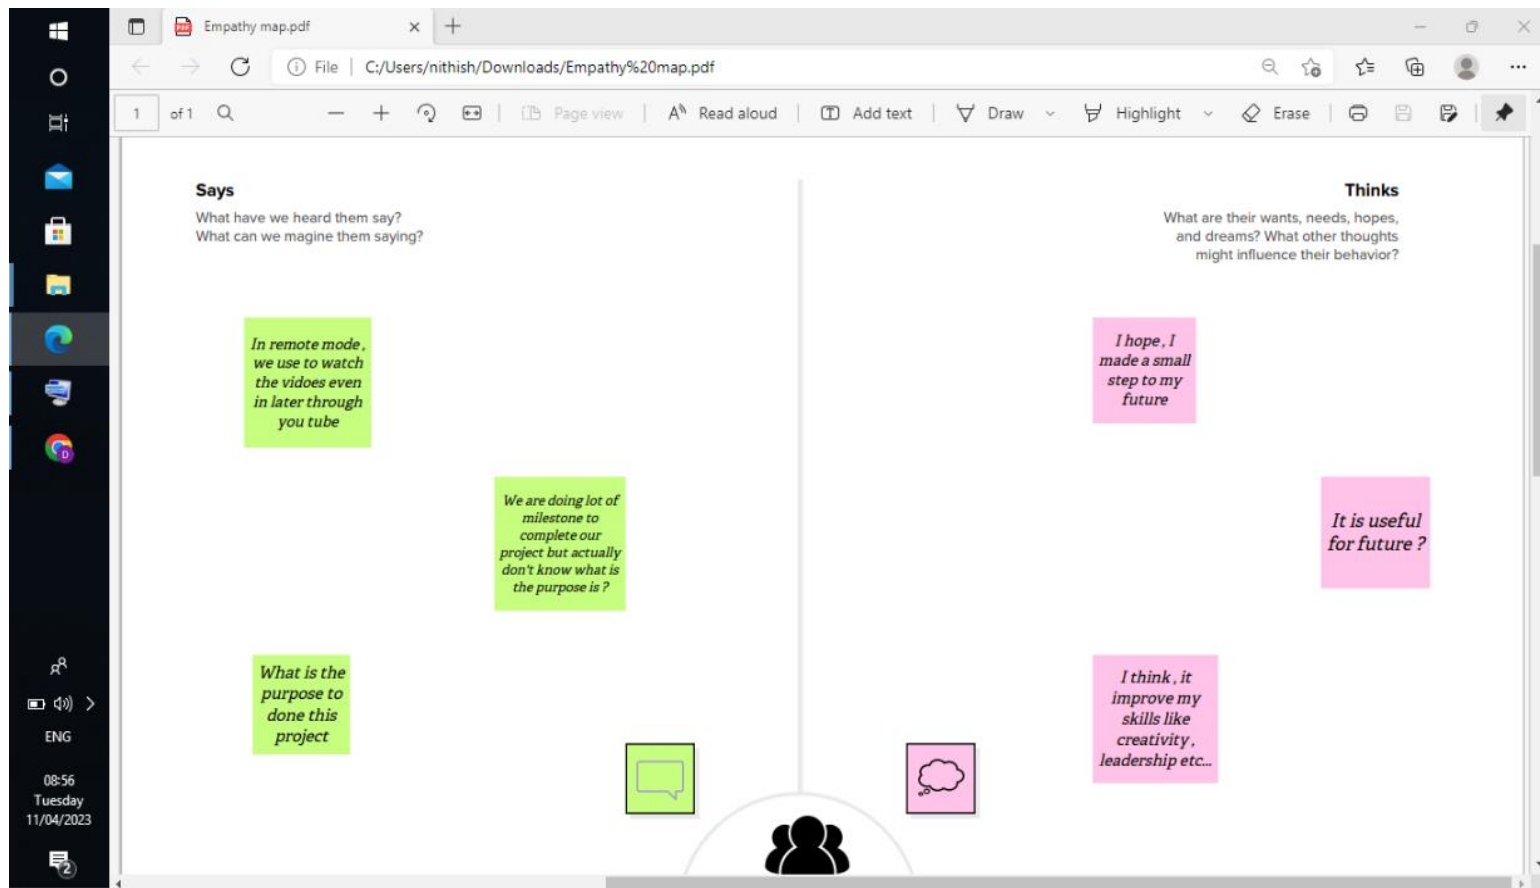 Empathy map.pdf
File
C:/Users/nithish/Downloads/Empathy%20map.pdf
1 of 1
Page view
Read aloud
Add text
Draw
Highlight
Erase
Says
What have we heard them say?
What can we magine them saying?
Thinks
What are their wants, needs, hopes,
and dreams? What other thoughts
might influence their behavior?
In remote mode ,
we use to watch
the vidoes even
in later through
you tube
I hope , I
made a small
step to my
future
We are doing lot of
milestone to
complete our
project but actually
don't know what is
the purpose is ?
It is useful
for future ?
What is the
purpose to
done this
project
I think , it
improve my
skills like
creativity ,
leadership etc...
ENG
08:56
Tuesday
11/04/2023
2